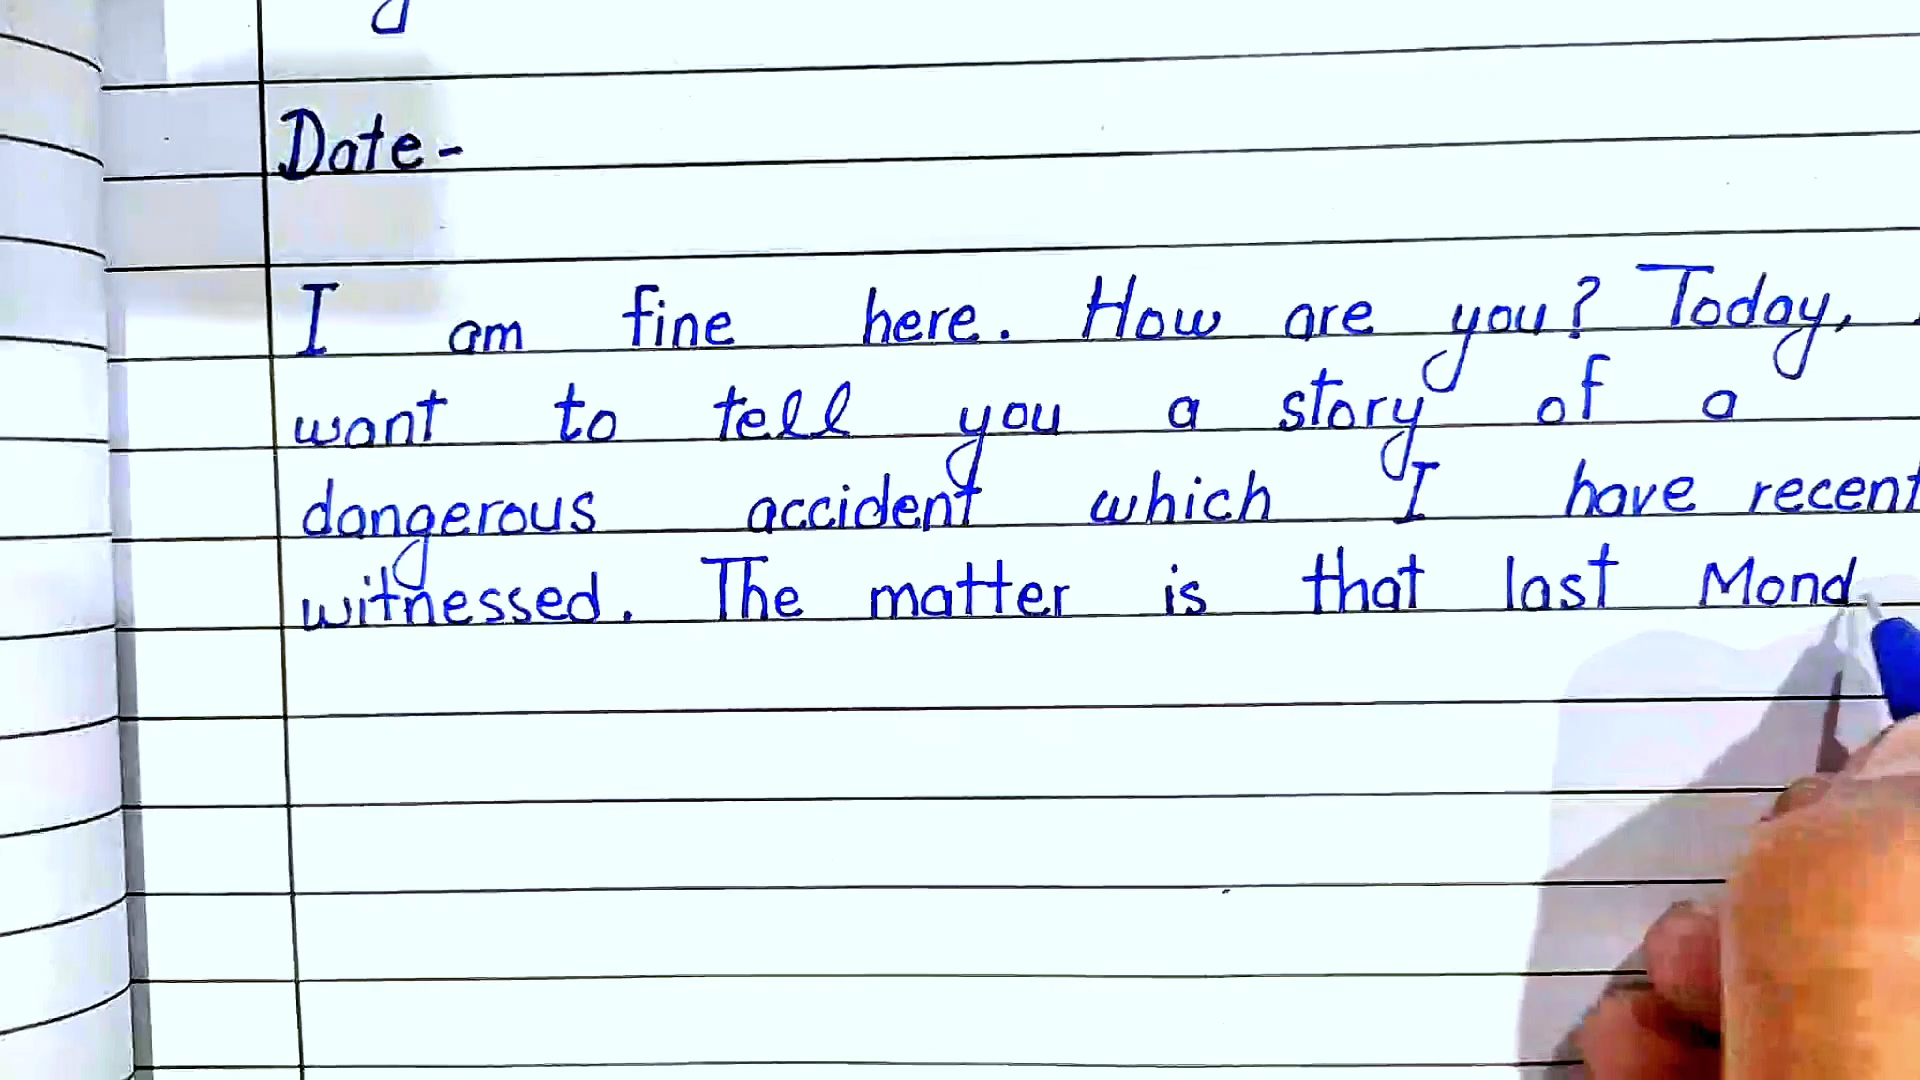 Date-
I am fine here. How are you? Today,
want to tell you a story of a
dangerous accident which I have recent
witnessed. The matter is that last Mond